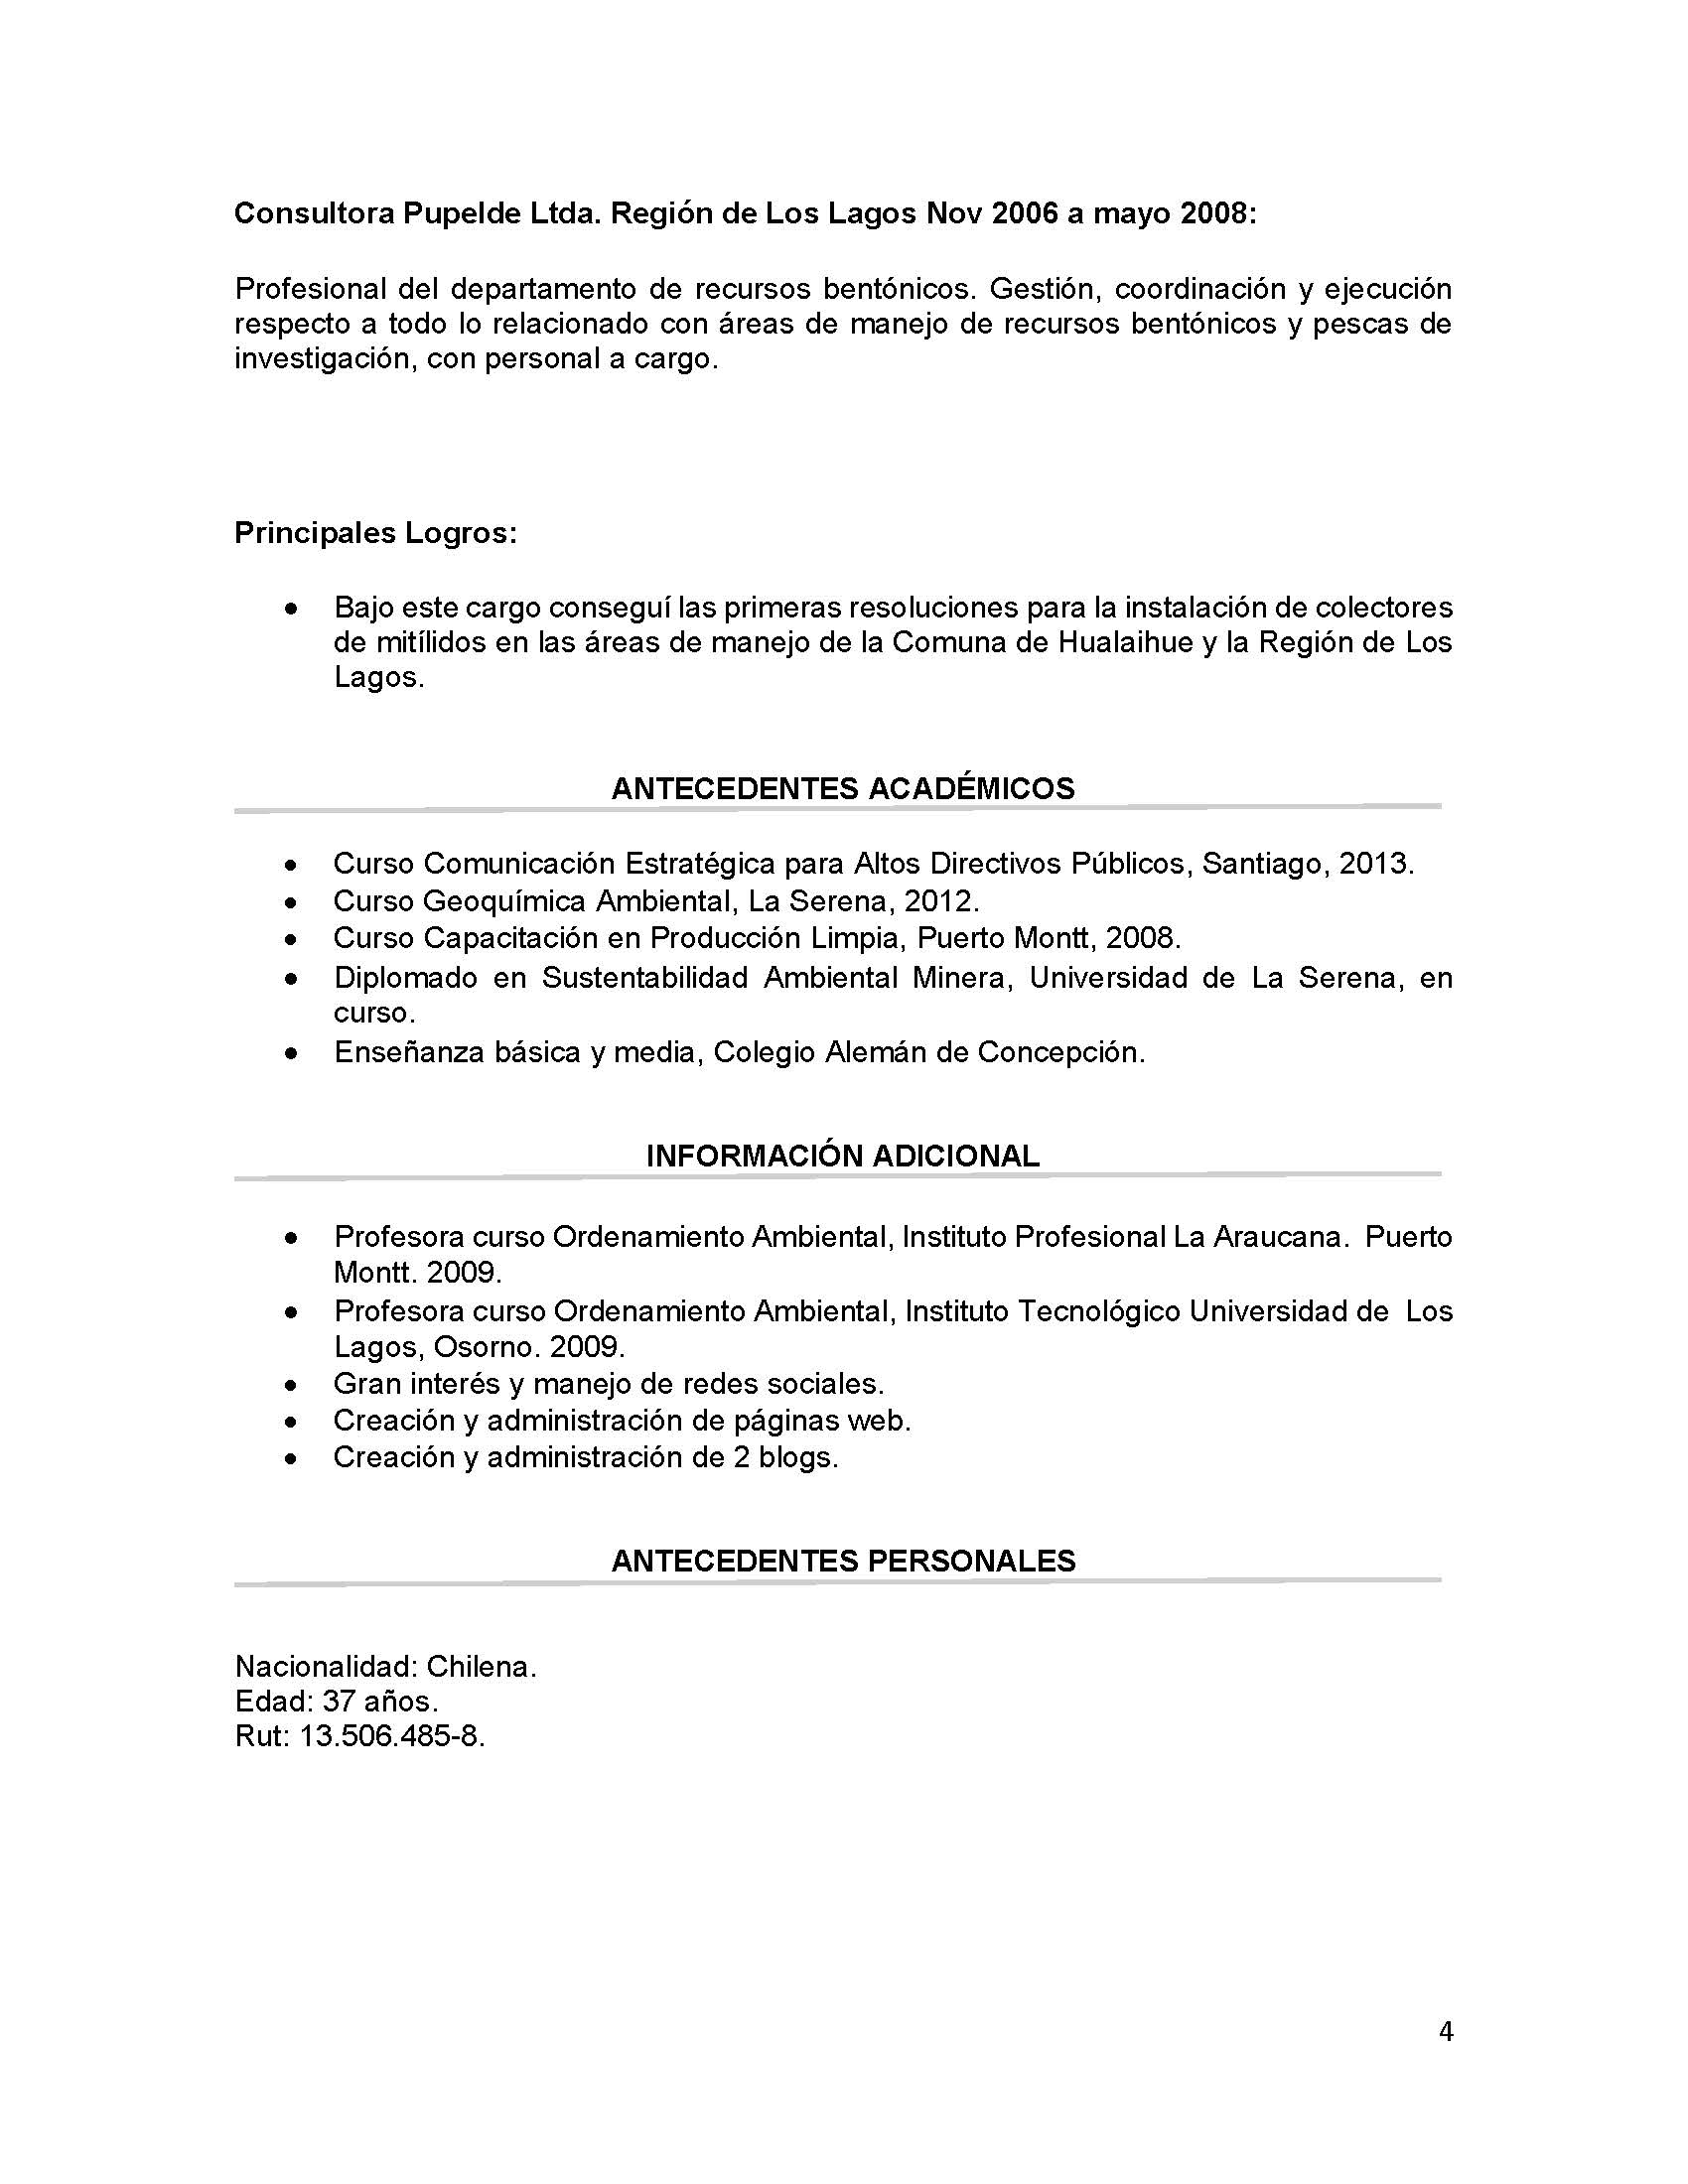 Consultora Pupelde Ltda. Región de Los Lagos Nov 2006 a mayo 2008:
Profesional del departamento de recursos bentónicos. Gestión, coordinación y ejecución
respecto a todo lo relacionado con áreas de manejo de recursos bentónicos y pescas de
investigación, con personal a cargo.
Principales Logros:
• Bajo este cargo conseguí las primeras resoluciones para la instalación de colectores
de mitílidos en las áreas de manejo de la Comuna de Hualaihue y la Región de Los
Lagos.
ANTECEDENTES ACADÉMICOS
• Curso Comunicación Estratégica para Altos Directivos Públicos, Santiago, 2013.
• Curso Geoquímica Ambiental, La Serena, 2012.
• Curso Capacitación en Producción Limpia, Puerto Montt, 2008.
• Diplomado en Sustentabilidad Ambiental Minera, Universidad de La Serena, en
curso.
• Enseñanza básica y media, Colegio Alemán de Concepción.
INFORMACIÓN ADICIONAL
• Profesora curso Ordenamiento Ambiental, Instituto Profesional La Araucana. Puerto
Montt. 2009.
• Profesora curso Ordenamiento Ambiental, Instituto Tecnológico Universidad de Los
Lagos, Osorno. 2009.
• Gran interés y manejo de redes sociales.
• Creación y administración de páginas web.
• Creación y administración de 2 blogs.
ANTECEDENTES PERSONALES
Nacionalidad: Chilena.
Edad: 37 años.
Rut: 13.506.485-8.
4